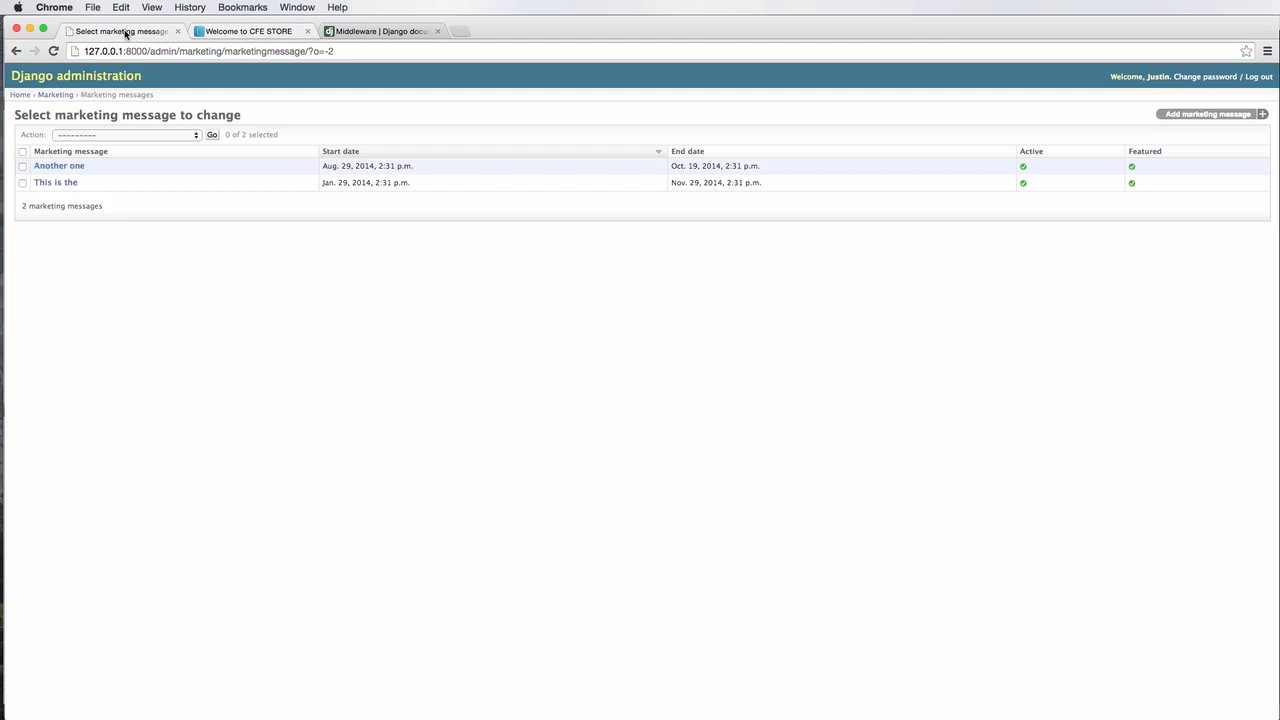 Chrome File Edit View History Bookmarks Window Help
Select marketing message Welcome to CFE STORE Middleware | Django docu
127.0.0.1:8000/admin/marketing/marketingmessage/?o=-2
Django administration Welcome, Justin. Change password / Log out
Home › Marketing › Marketing messages
Select marketing message to change Add marketing message +
Action: --------- Go 0 of 2 selected
Marketing message Start date End date Active Featured
Another one Aug. 29, 2014, 2:31 p.m. Oct. 19, 2014, 2:31 p.m.
This is the Jan. 29, 2014, 2:31 p.m. Nov. 29, 2014, 2:31 p.m.
2 marketing messages